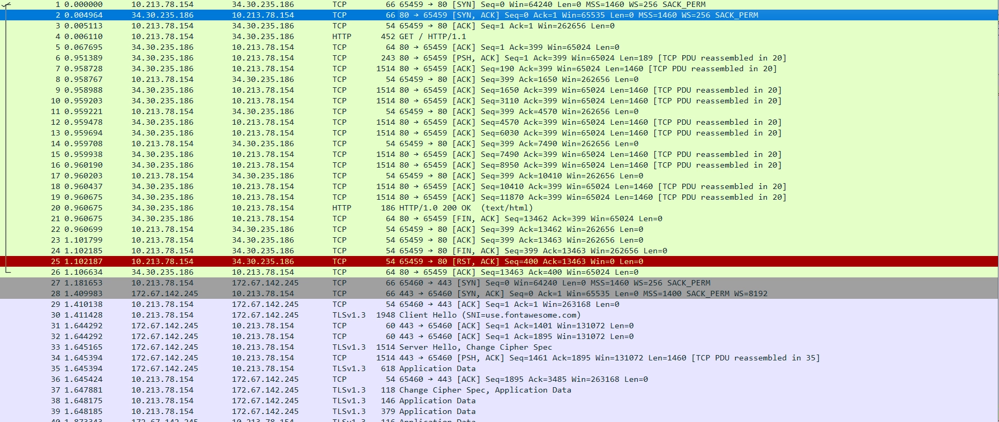 1 0.000000 10.213.78.154 34.30.235.186 TCP 66 65459 → 80 [SYN] Seq=0 Win=64240 Len=0 MSS=1460 WS=256 SACK_PERM
2 0.004964 34.30.235.186 10.213.78.154 TCP 66 80 → 65459 [SYN, ACK] Seq=0 Ack=1 Win=65535 Len=0 MSS=1460 WS=256 SACK_PERM
3 0.005113 10.213.78.154 34.30.235.186 TCP 54 65459 → 80 [ACK] Seq=1 Ack=1 Win=262656 Len=0
4 0.006110 10.213.78.154 34.30.235.186 HTTP 452 GET / HTTP/1.1
5 0.067695 34.30.235.186 10.213.78.154 TCP 64 80 → 65459 [ACK] Seq=1 Ack=399 Win=65024 Len=0
6 0.951389 34.30.235.186 10.213.78.154 TCP 243 80 → 65459 [PSH, ACK] Seq=1 Ack=399 Win=65024 Len=189 [TCP PDU reassembled in 20]
7 0.958728 34.30.235.186 10.213.78.154 TCP 1514 80 → 65459 [ACK] Seq=190 Ack=399 Win=65024 Len=1460 [TCP PDU reassembled in 20]
8 0.958767 10.213.78.154 34.30.235.186 TCP 54 65459 → 80 [ACK] Seq=399 Ack=1650 Win=262656 Len=0
9 0.958988 34.30.235.186 10.213.78.154 TCP 1514 80 → 65459 [ACK] Seq=1650 Ack=399 Win=65024 Len=1460 [TCP PDU reassembled in 20]
10 0.959203 34.30.235.186 10.213.78.154 TCP 1514 80 → 65459 [ACK] Seq=3110 Ack=399 Win=65024 Len=1460 [TCP PDU reassembled in 20]
11 0.959221 10.213.78.154 34.30.235.186 TCP 54 65459 → 80 [ACK] Seq=399 Ack=4570 Win=262656 Len=0
12 0.959478 34.30.235.186 10.213.78.154 TCP 1514 80 → 65459 [ACK] Seq=4570 Ack=399 Win=65024 Len=1460 [TCP PDU reassembled in 20]
13 0.959694 34.30.235.186 10.213.78.154 TCP 1514 80 → 65459 [ACK] Seq=6030 Ack=399 Win=65024 Len=1460 [TCP PDU reassembled in 20]
14 0.959708 10.213.78.154 34.30.235.186 TCP 54 65459 → 80 [ACK] Seq=399 Ack=7490 Win=262656 Len=0
15 0.959938 34.30.235.186 10.213.78.154 TCP 1514 80 → 65459 [ACK] Seq=7490 Ack=399 Win=65024 Len=1460 [TCP PDU reassembled in 20]
16 0.960190 34.30.235.186 10.213.78.154 TCP 1514 80 → 65459 [ACK] Seq=8950 Ack=399 Win=65024 Len=1460 [TCP PDU reassembled in 20]
17 0.960203 10.213.78.154 34.30.235.186 TCP 54 65459 → 80 [ACK] Seq=399 Ack=10410 Win=262656 Len=0
18 0.960437 34.30.235.186 10.213.78.154 TCP 1514 80 → 65459 [ACK] Seq=10410 Ack=399 Win=65024 Len=1460 [TCP PDU reassembled in 20]
19 0.960675 34.30.235.186 10.213.78.154 TCP 1514 80 → 65459 [ACK] Seq=11870 Ack=399 Win=65024 Len=1460 [TCP PDU reassembled in 20]
20 0.960675 34.30.235.186 10.213.78.154 HTTP 186 HTTP/1.0 200 OK (text/html)
21 0.960675 34.30.235.186 10.213.78.154 TCP 64 80 → 65459 [FIN, ACK] Seq=13462 Ack=399 Win=65024 Len=0
22 0.960699 10.213.78.154 34.30.235.186 TCP 54 65459 → 80 [ACK] Seq=399 Ack=13462 Win=262656 Len=0
23 1.101799 10.213.78.154 34.30.235.186 TCP 54 65459 → 80 [ACK] Seq=399 Ack=13463 Win=262656 Len=0
24 1.102185 10.213.78.154 34.30.235.186 TCP 54 65459 → 80 [FIN, ACK] Seq=399 Ack=13463 Win=262656 Len=0
25 1.102187 10.213.78.154 34.30.235.186 TCP 54 65459 → 80 [RST, ACK] Seq=400 Ack=13463 Win=0 Len=0
26 1.106634 34.30.235.186 10.213.78.154 TCP 64 80 → 65459 [ACK] Seq=13463 Ack=400 Win=65024 Len=0
27 1.181653 10.213.78.154 172.67.142.245 TCP 66 65460 → 443 [SYN] Seq=0 Win=64240 Len=0 MSS=1460 WS=256 SACK_PERM
28 1.409983 172.67.142.245 10.213.78.154 TCP 66 443 → 65460 [SYN, ACK] Seq=0 Ack=1 Win=65535 Len=0 MSS=1400 SACK_PERM WS=8192
29 1.410138 10.213.78.154 172.67.142.245 TCP 54 65460 → 443 [ACK] Seq=1 Ack=1 Win=263168 Len=0
30 1.411428 10.213.78.154 172.67.142.245 TLSv1.3 1948 Client Hello (SNI=use.fontawesome.com)
31 1.644292 172.67.142.245 10.213.78.154 TCP 60 443 → 65460 [ACK] Seq=1 Ack=1401 Win=131072 Len=0
32 1.644292 172.67.142.245 10.213.78.154 TCP 60 443 → 65460 [ACK] Seq=1 Ack=1895 Win=131072 Len=0
33 1.645165 172.67.142.245 10.213.78.154 TLSv1.3 1514 Server Hello, Change Cipher Spec
34 1.645394 172.67.142.245 10.213.78.154 TCP 1514 443 → 65460 [PSH, ACK] Seq=1461 Ack=1895 Win=131072 Len=1460 [TCP PDU reassembled in 35]
35 1.645394 172.67.142.245 10.213.78.154 TLSv1.3 618 Application Data
36 1.645424 10.213.78.154 172.67.142.245 TCP 54 65460 → 443 [ACK] Seq=1895 Ack=3485 Win=263168 Len=0
37 1.647881 10.213.78.154 172.67.142.245 TLSv1.3 118 Change Cipher Spec, Application Data
38 1.648175 10.213.78.154 172.67.142.245 TLSv1.3 146 Application Data
39 1.648185 10.213.78.154 172.67.142.245 TLSv1.3 379 Application Data
40 1.873343 172.67.142.245 10.213.78.154 TLSv1.3 116 Application Data